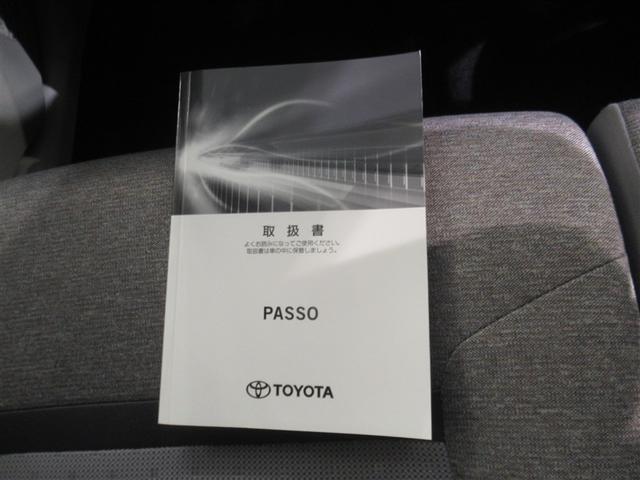 取扱書
よくお読みになってご使用ください。
取扱書は車の中に保管しましょう。
PASSO
TOYOTA